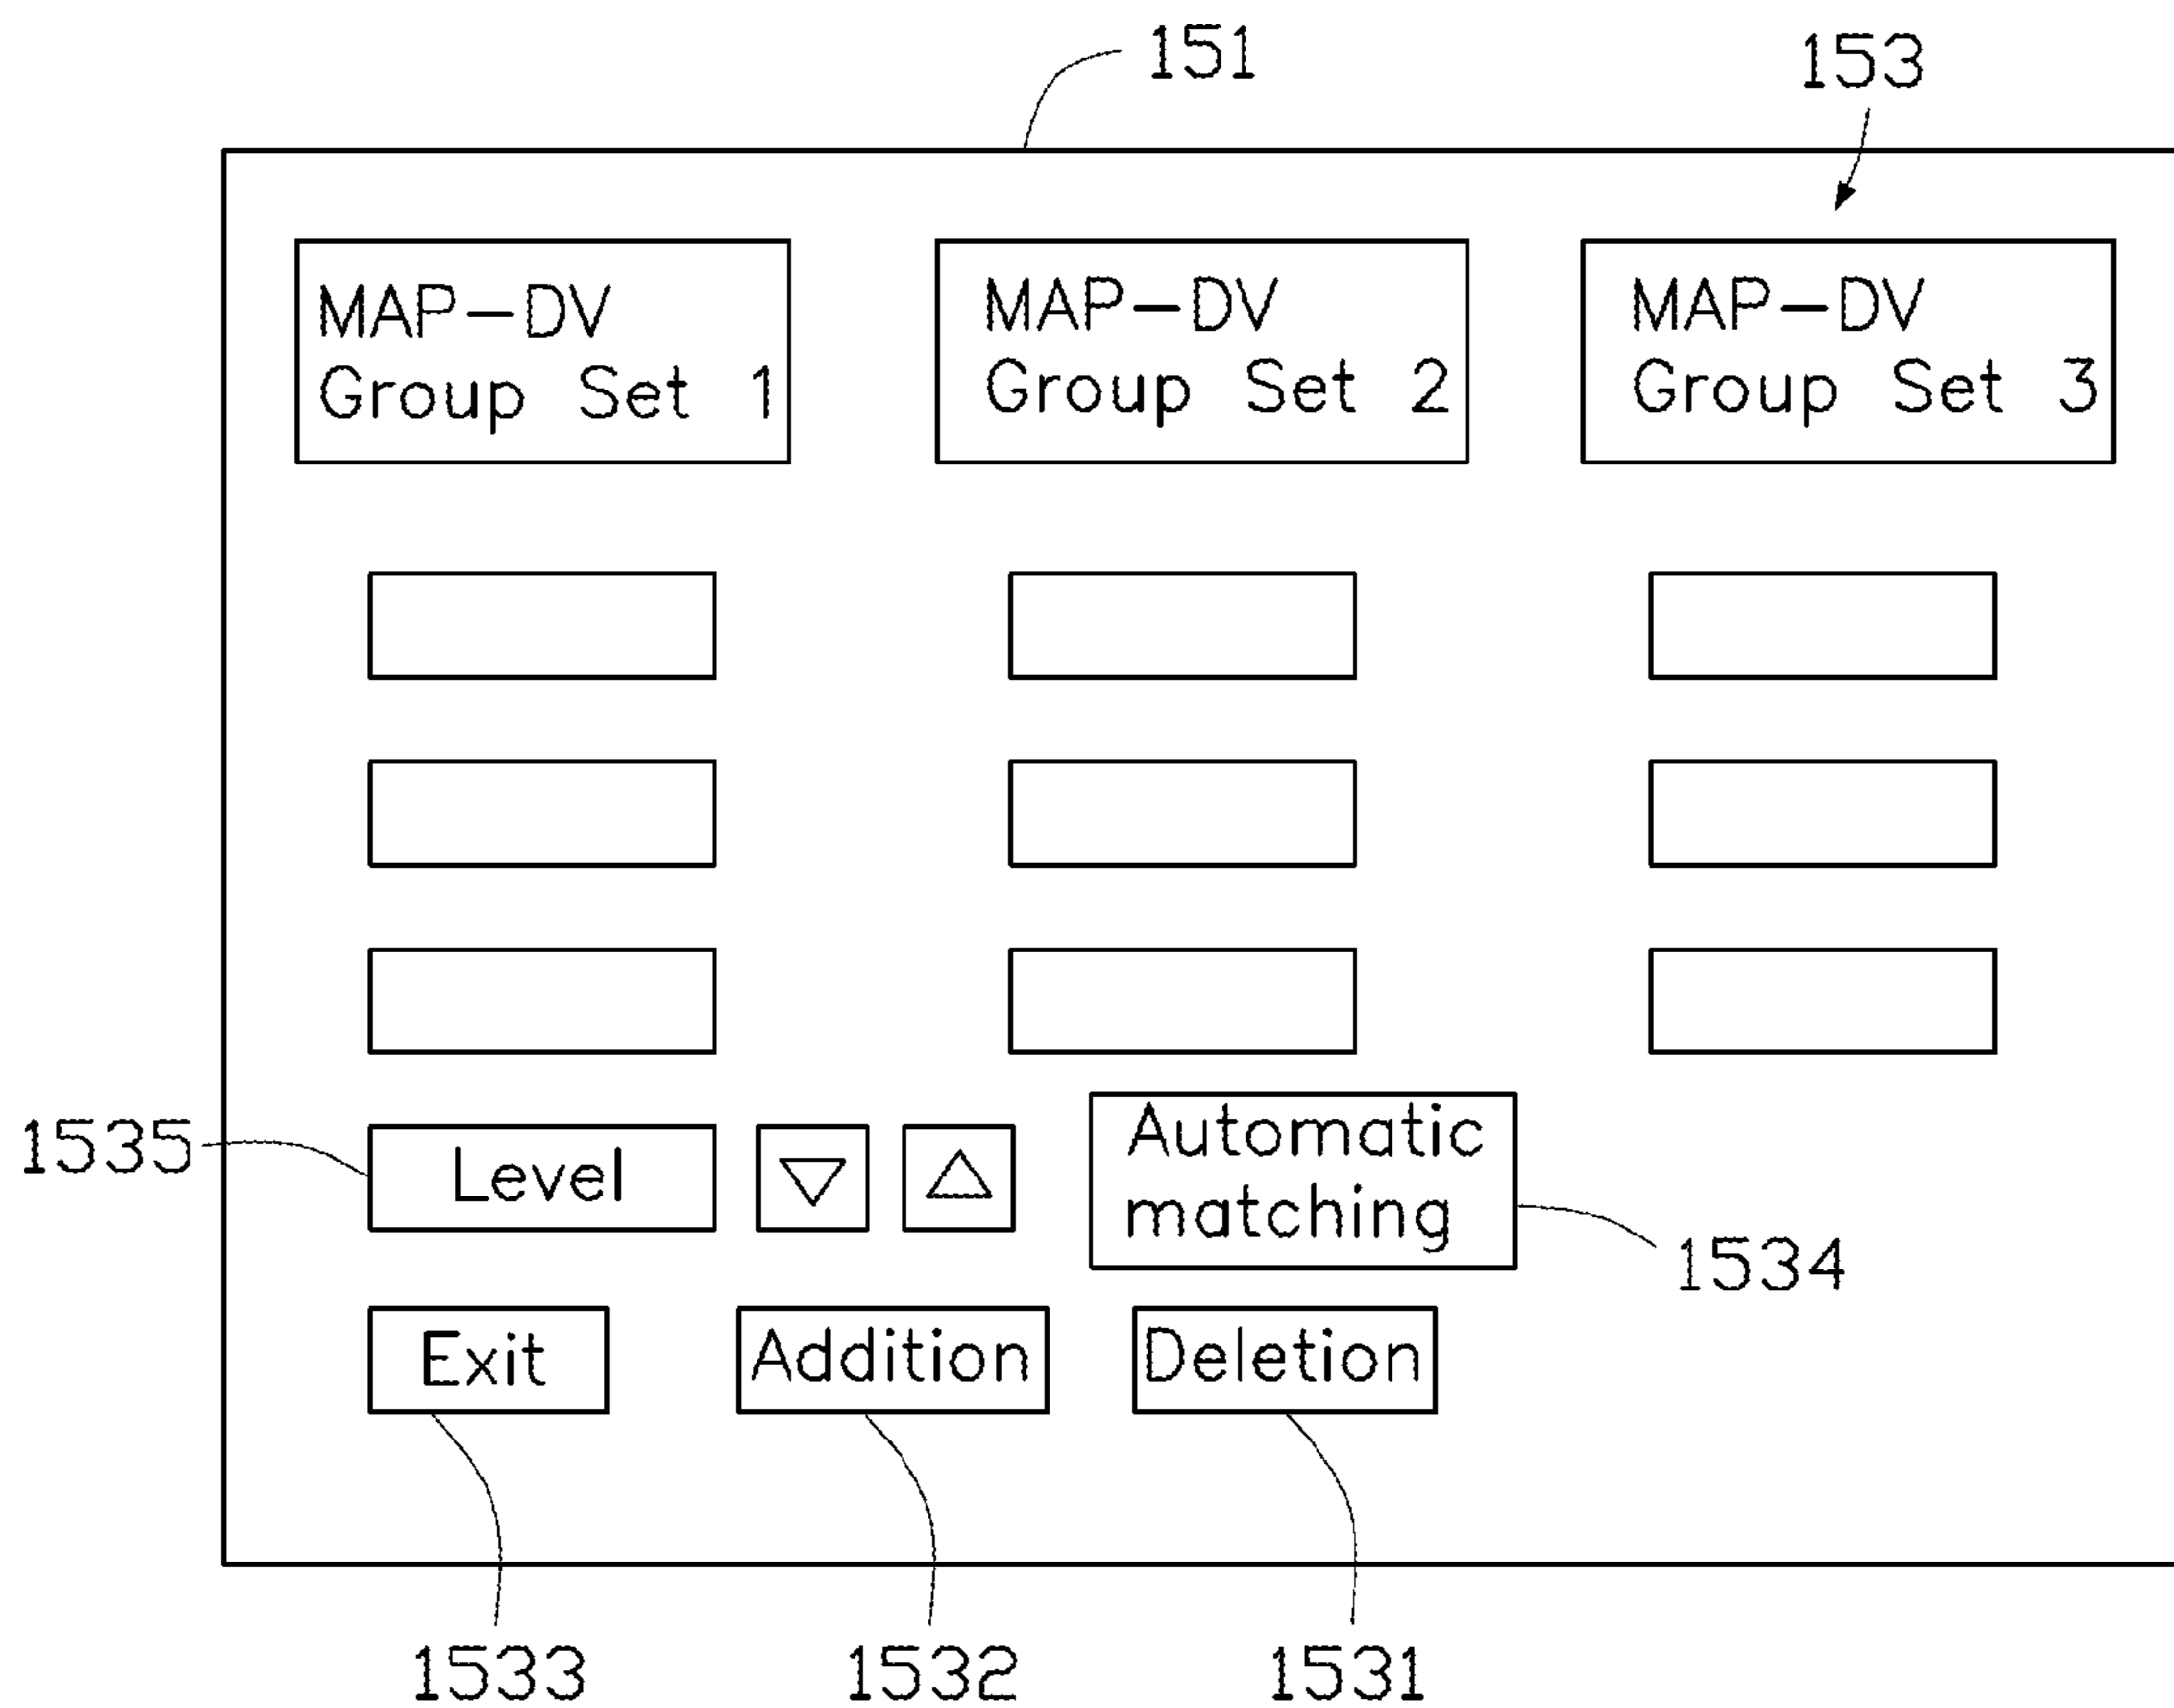 151
153
MAP-DV
Group Set 1
MAP-DV
Group Set 2
MAP-DV
Group Set 3
1535
Level
Automatic
matching
1534
Exit
Addition
Deletion
1533
1532
1531